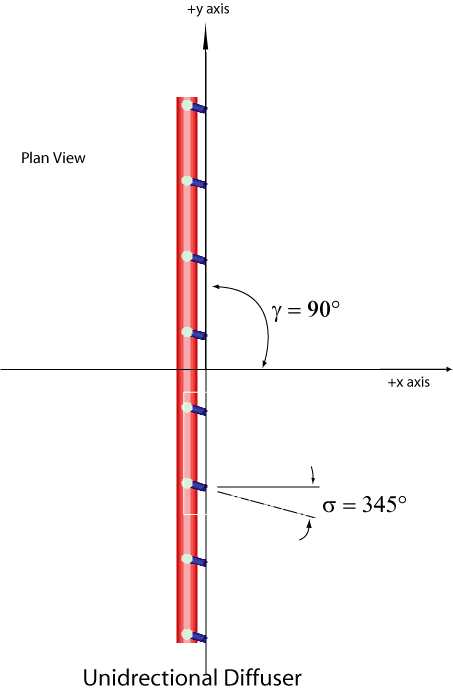 +y axis
Plan View
γ = 90°
+x axis
σ = 345°
Unidrectional Diffuser